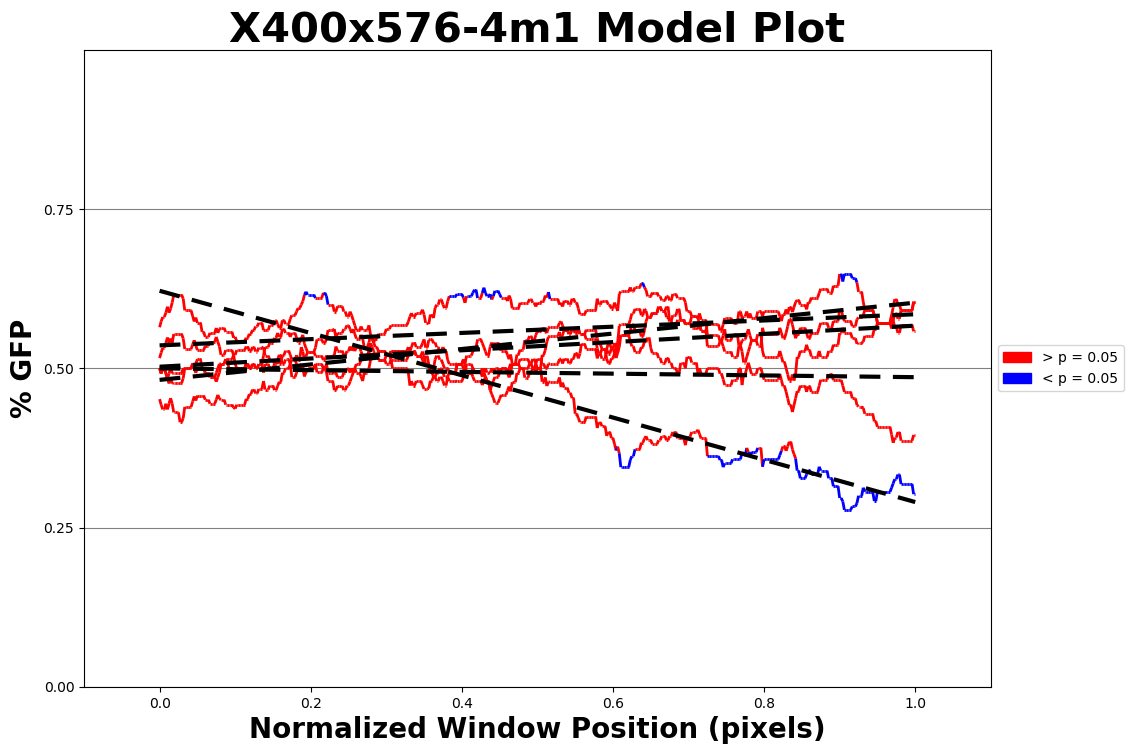 X400x576-4m1 Model Plot
% GFP
0.75
0.50
0.25
0.00
0.0 0.2 0.4 0.6 0.8 1.0
Normalized Window Position (pixels)
> p = 0.05
< p = 0.05